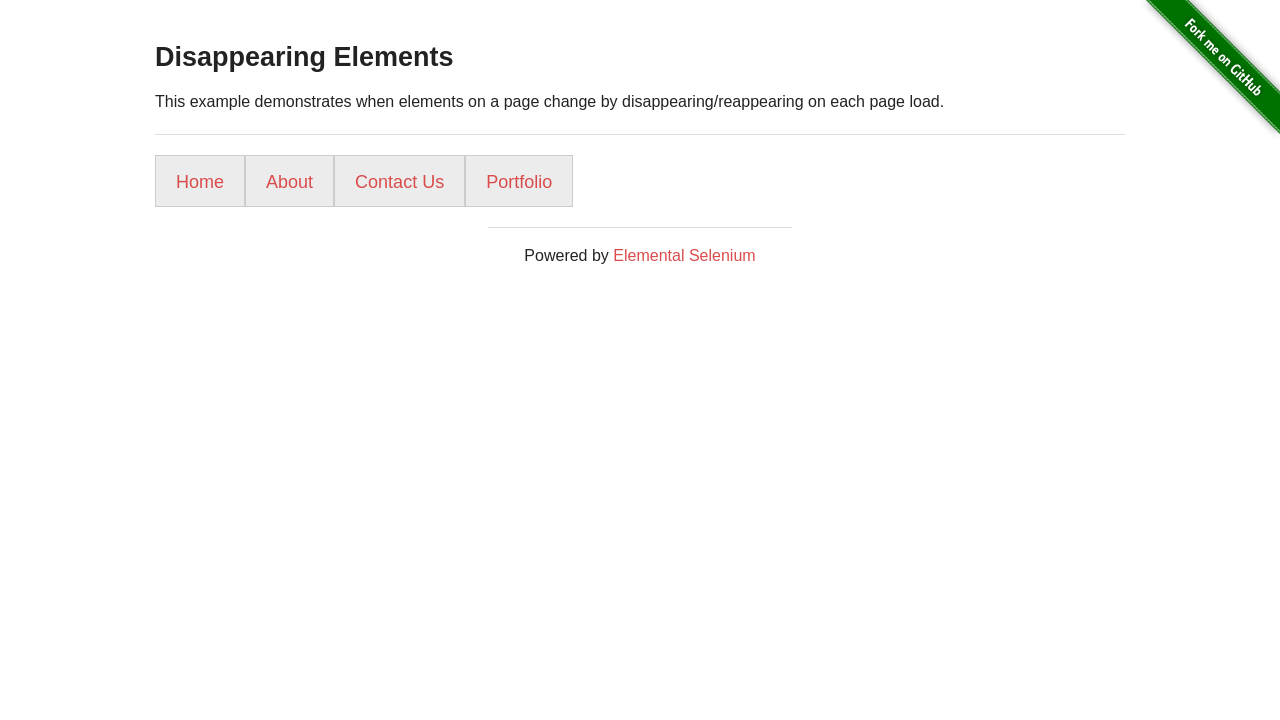 Disappearing Elements
This example demonstrates when elements on a page change by disappearing/reappearing on each page load.
Home About Contact Us Portfolio
Powered by Elemental Selenium
Fork me on GitHub